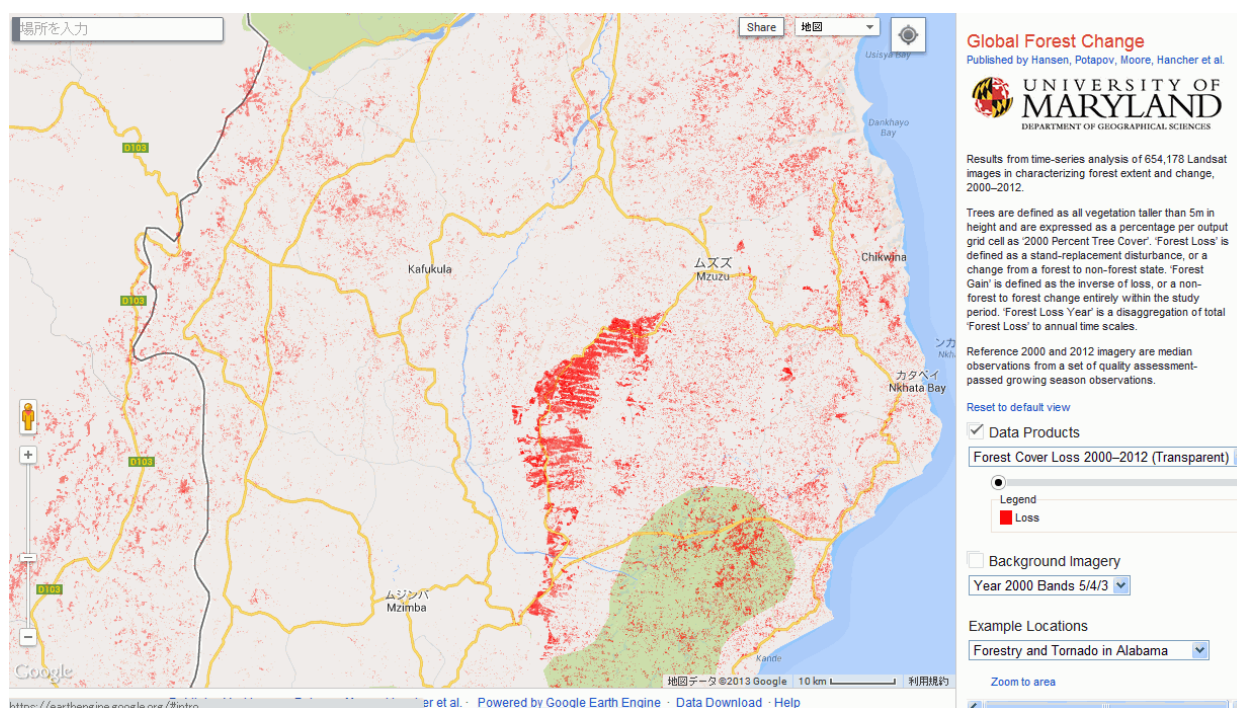 場所を入力
Share
地図
Usisya Bay
Dankhayo
Bay
D103
Kafukula
ムズズ
Mzuzu
Chikwina
D103
ンカ
Nkh
カタベイ
Nkhata Bay
D103
D103
ムジンバ
Mzimba
Kande
Google
地図データ ©2013 Google
10 km
利用規約
et al. · Powered by Google Earth Engine · Data Download · Help
https://earthengine.google.org/#intro
Global Forest Change
Published by Hansen, Potapov, Moore, Hancher et al.
UNIVERSITY OF
MARYLAND
DEPARTMENT OF GEOGRAPHICAL SCIENCES
Results from time-series analysis of 654,178 Landsat
images in characterizing forest extent and change,
2000–2012.
Trees are defined as all vegetation taller than 5m in
height and are expressed as a percentage per output
grid cell as ‘2000 Percent Tree Cover’. ‘Forest Loss’ is
defined as a stand-replacement disturbance, or a
change from a forest to non-forest state. ‘Forest
Gain’ is defined as the inverse of loss, or a non-
forest to forest change entirely within the study
period. ‘Forest Loss Year’ is a disaggregation of total
‘Forest Loss’ to annual time scales.
Reference 2000 and 2012 imagery are median
observations from a set of quality assessment-
passed growing season observations.
Reset to default view
Data Products
Forest Cover Loss 2000–2012 (Transparent)
Legend
Loss
Background Imagery
Year 2000 Bands 5/4/3
Example Locations
Forestry and Tornado in Alabama
Zoom to area